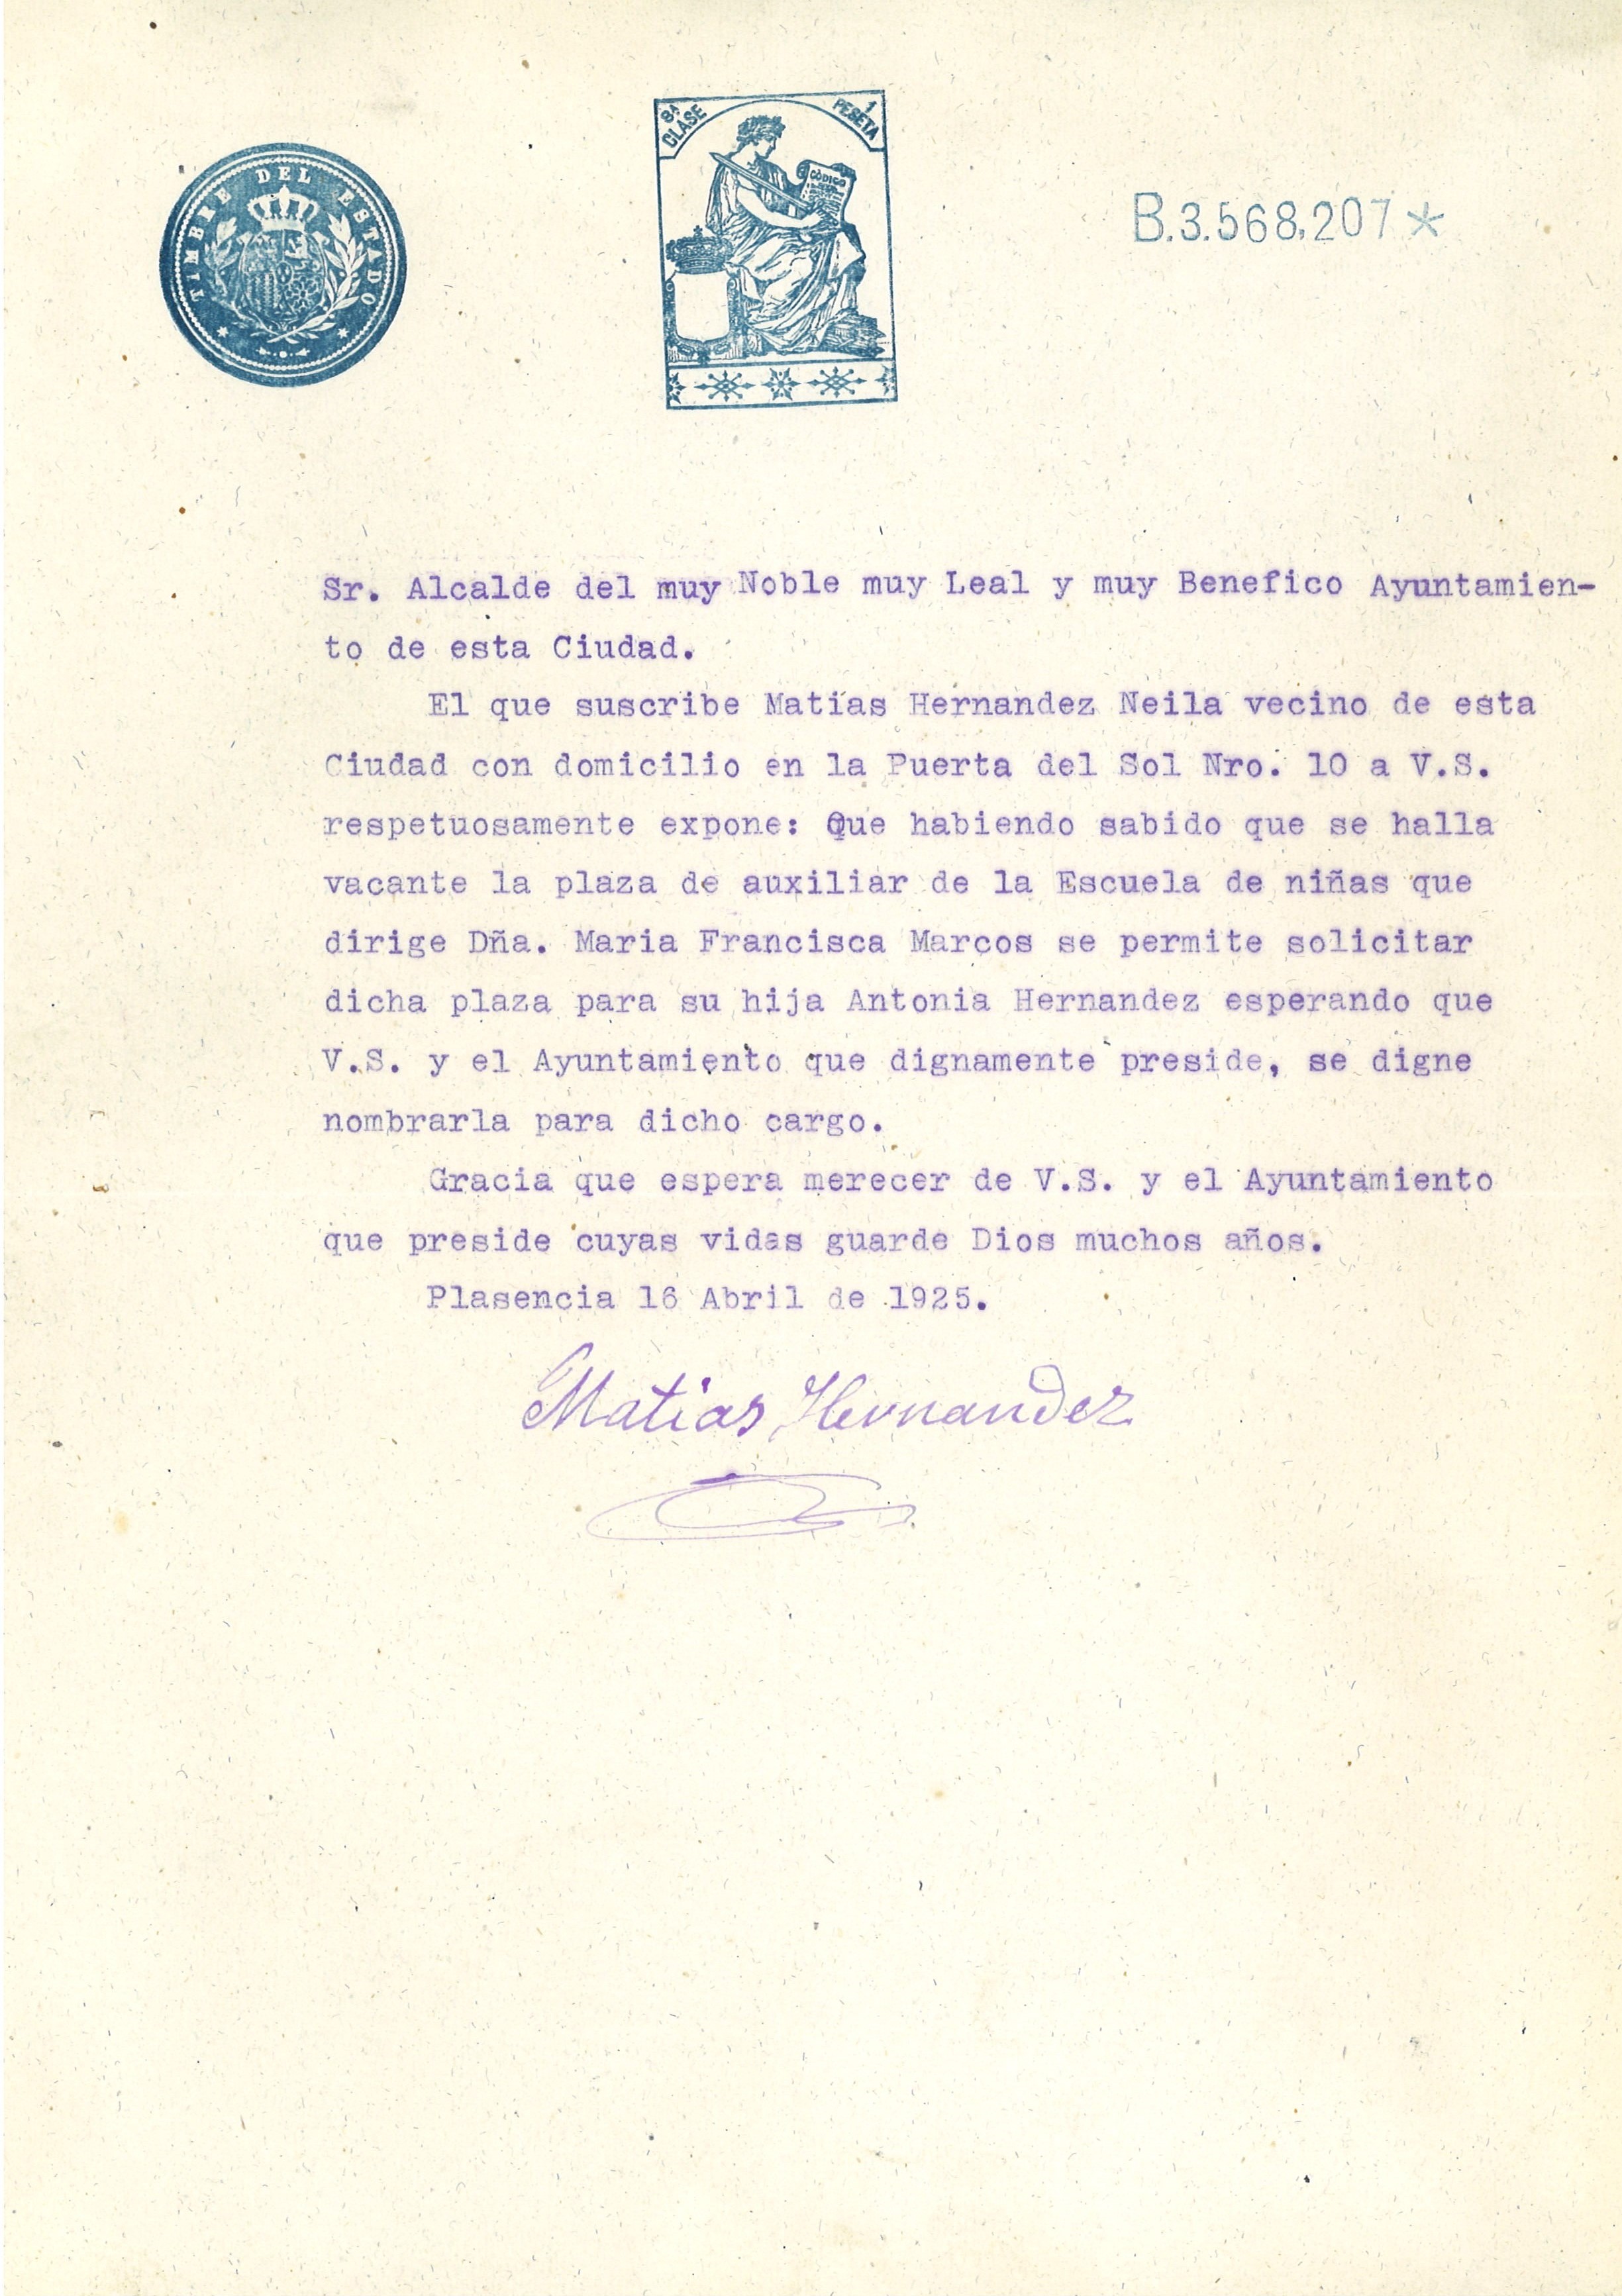 TIMBRE DEL ESTADO
8ª CLASE
1 PESETA
CÓDIGO
B.3.568.207*
Sr. Alcalde del muy Noble muy Leal y muy Benefico Ayuntamien-
to de esta Ciudad.
El que suscribe Matias Hernandez Neila vecino de esta
Ciudad con domicilio en la Puerta del Sol Nro. 10 a V.S.
respetuosamente expone: Que habiendo sabido que se halla
vacante la plaza de auxiliar de la Escuela de niñas que
dirige Dña. Maria Francisca Marcos se permite solicitar
dicha plaza para su hija Antonia Hernandez esperando que
V.S. y el Ayuntamiento que dignamente preside, se digne
nombrarla para dicho cargo.
Gracia que espera merecer de V.S. y el Ayuntamiento
que preside cuyas vidas guarde Dios muchos años.
Plasencia 16 Abril de 1925.
Matias Hernandez